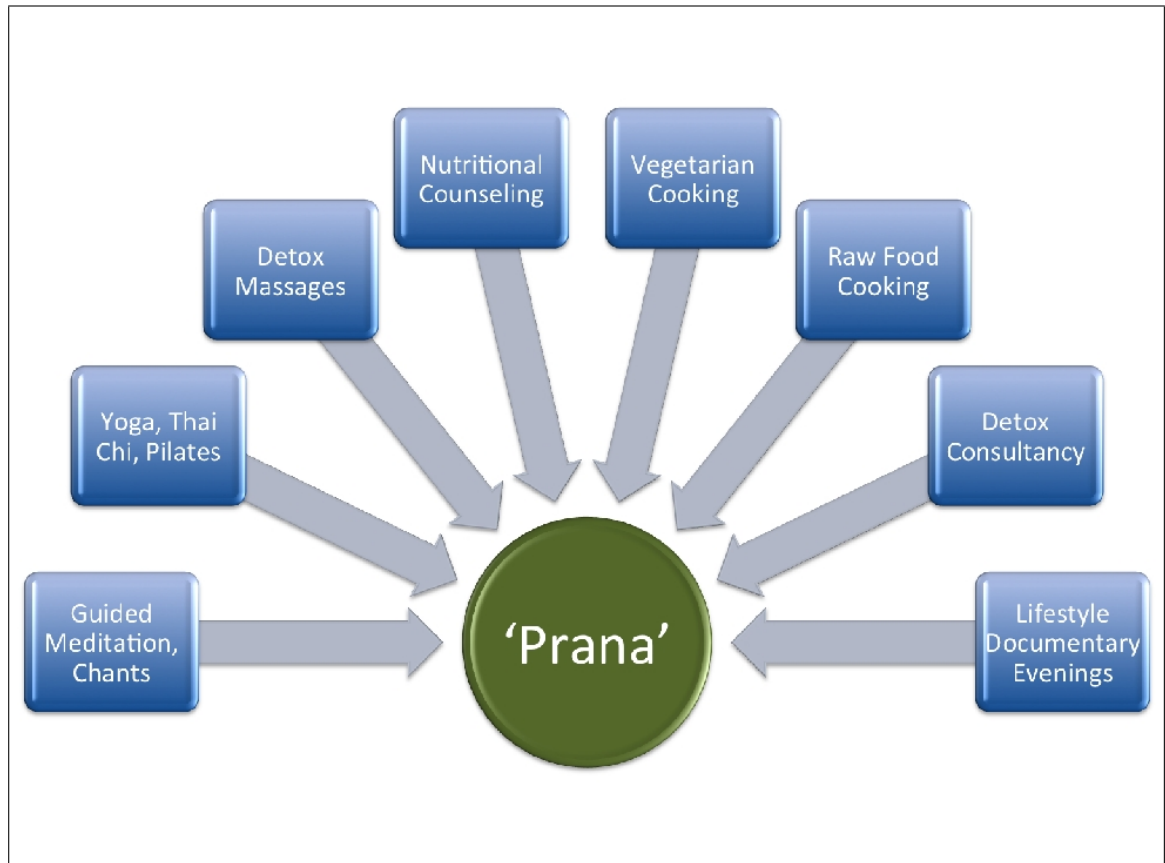 Nutritional
Counseling
Vegetarian
Cooking
Detox
Massages
Raw Food
Cooking
Yoga, Thai
Chi, Pilates
Detox
Consultancy
Guided
Meditation,
Chants
‘Prana’
Lifestyle
Documentary
Evenings